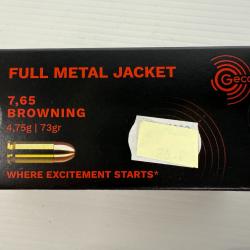 FULL METAL JACKET
Geco
7,65
BROWNING
4,75g | 73gr
WHERE EXCITEMENT STARTS*